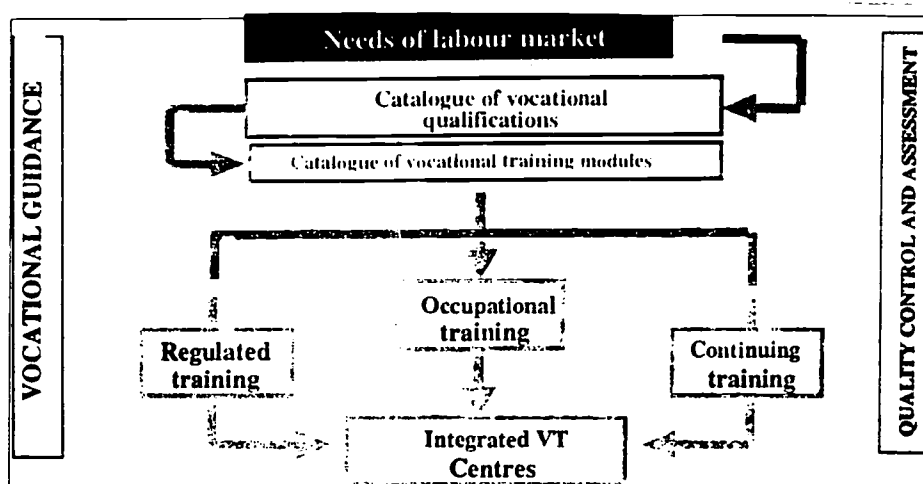 Needs of labour market
VOCATIONAL GUIDANCE
QUALITY CONTROL AND ASSESSMENT
Catalogue of vocational
qualifications
Catalogue of vocational training modules
Occupational
training
Regulated
training
Continuing
training
Integrated VT
Centres